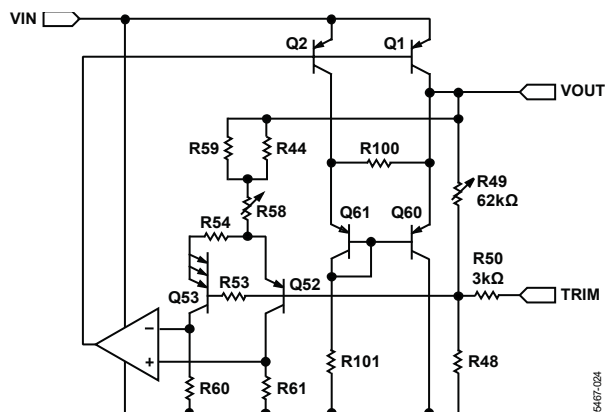 VIN
Q2
Q1
VOUT
R59
R44
R100
R49
62kΩ
R58
Q61
Q60
R54
R50
3kΩ
Q53
R53
Q52
TRIM
–
+
R60
R61
R101
R48
5467-024